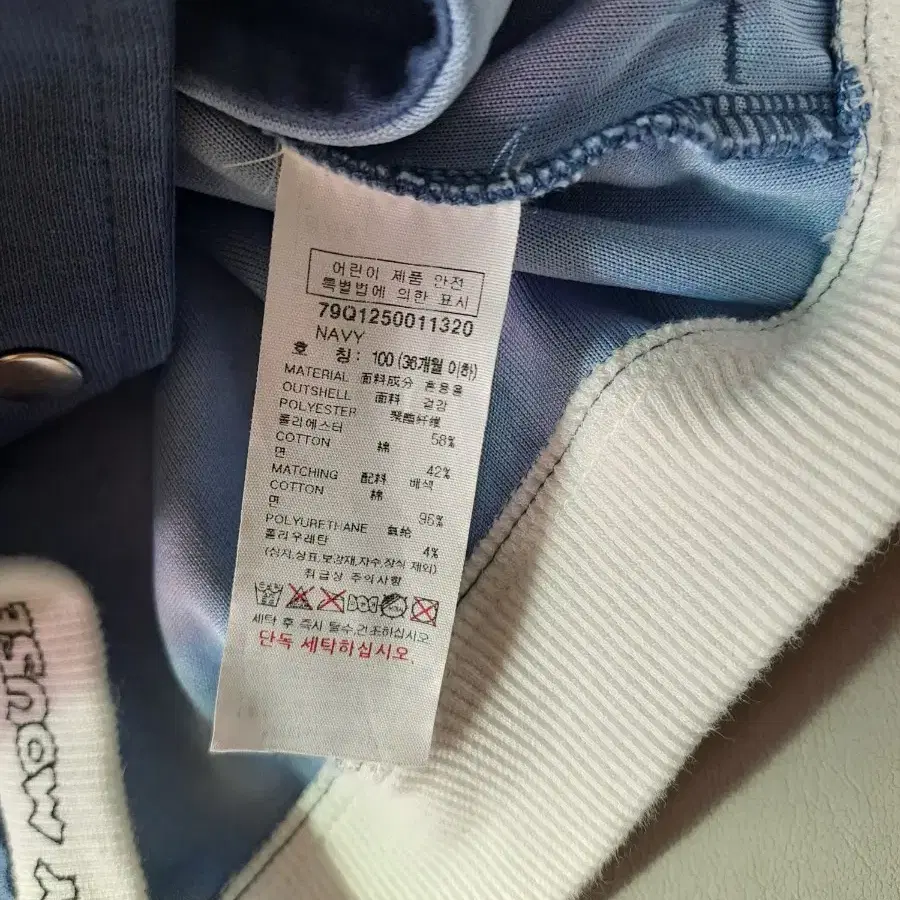 어린이 제품 안전
특별법에 의한 표시
79Q1250011320
NAVY
호 칭: 100 (36개월 이하)
MATERIAL 面料成分 혼용율
OUTSHELL 面料 겉감
POLYESTER 聚酯纤维
폴리에스터 58%
COTTON 綿
면 42%
MATCHING 配料 배색
COTTON 綿
면 96%
POLYURETHANE 氨纶
폴리우레탄 4%
(심지,상표,보강재,자수,장식 제외)
취급상 주의사항
세탁 후 즉시 탈수,건조하십시오.
단독 세탁하십시오.